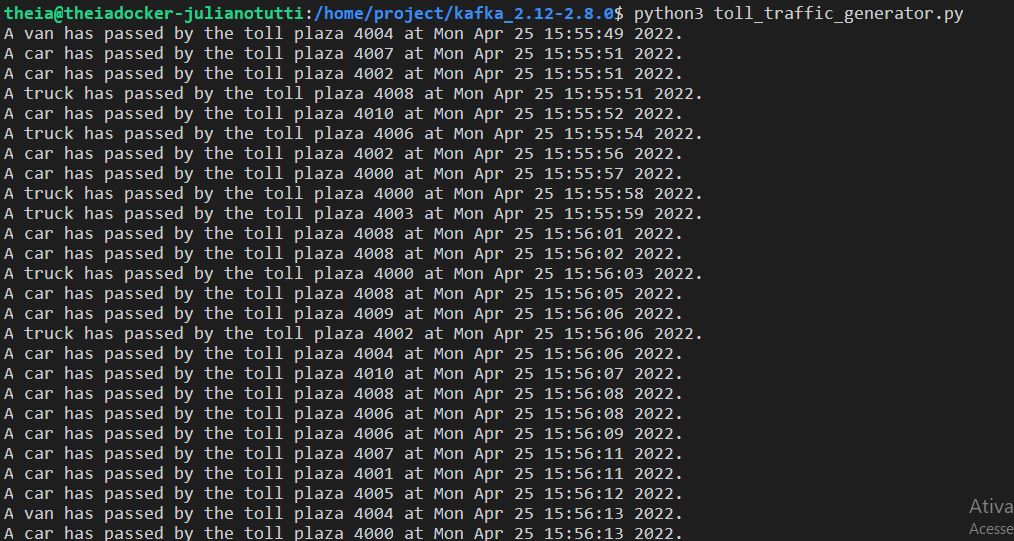 theia@theiadocker-julianotutti:/home/project/kafka_2.12-2.8.0$ python3 toll_traffic_generator.py
A van has passed by the toll plaza 4004 at Mon Apr 25 15:55:49 2022.
A car has passed by the toll plaza 4007 at Mon Apr 25 15:55:51 2022.
A car has passed by the toll plaza 4002 at Mon Apr 25 15:55:51 2022.
A truck has passed by the toll plaza 4008 at Mon Apr 25 15:55:51 2022.
A car has passed by the toll plaza 4010 at Mon Apr 25 15:55:52 2022.
A truck has passed by the toll plaza 4006 at Mon Apr 25 15:55:54 2022.
A car has passed by the toll plaza 4002 at Mon Apr 25 15:55:56 2022.
A car has passed by the toll plaza 4000 at Mon Apr 25 15:55:57 2022.
A truck has passed by the toll plaza 4000 at Mon Apr 25 15:55:58 2022.
A truck has passed by the toll plaza 4003 at Mon Apr 25 15:55:59 2022.
A car has passed by the toll plaza 4008 at Mon Apr 25 15:56:01 2022.
A car has passed by the toll plaza 4008 at Mon Apr 25 15:56:02 2022.
A truck has passed by the toll plaza 4000 at Mon Apr 25 15:56:03 2022.
A car has passed by the toll plaza 4008 at Mon Apr 25 15:56:05 2022.
A car has passed by the toll plaza 4009 at Mon Apr 25 15:56:06 2022.
A truck has passed by the toll plaza 4002 at Mon Apr 25 15:56:06 2022.
A car has passed by the toll plaza 4004 at Mon Apr 25 15:56:06 2022.
A car has passed by the toll plaza 4010 at Mon Apr 25 15:56:07 2022.
A car has passed by the toll plaza 4008 at Mon Apr 25 15:56:08 2022.
A car has passed by the toll plaza 4006 at Mon Apr 25 15:56:08 2022.
A car has passed by the toll plaza 4006 at Mon Apr 25 15:56:09 2022.
A car has passed by the toll plaza 4007 at Mon Apr 25 15:56:11 2022.
A car has passed by the toll plaza 4001 at Mon Apr 25 15:56:11 2022.
A car has passed by the toll plaza 4005 at Mon Apr 25 15:56:12 2022.
A van has passed by the toll plaza 4004 at Mon Apr 25 15:56:13 2022.
A car has passed by the toll plaza 4000 at Mon Apr 25 15:56:13 2022.
Ativa
Acesse